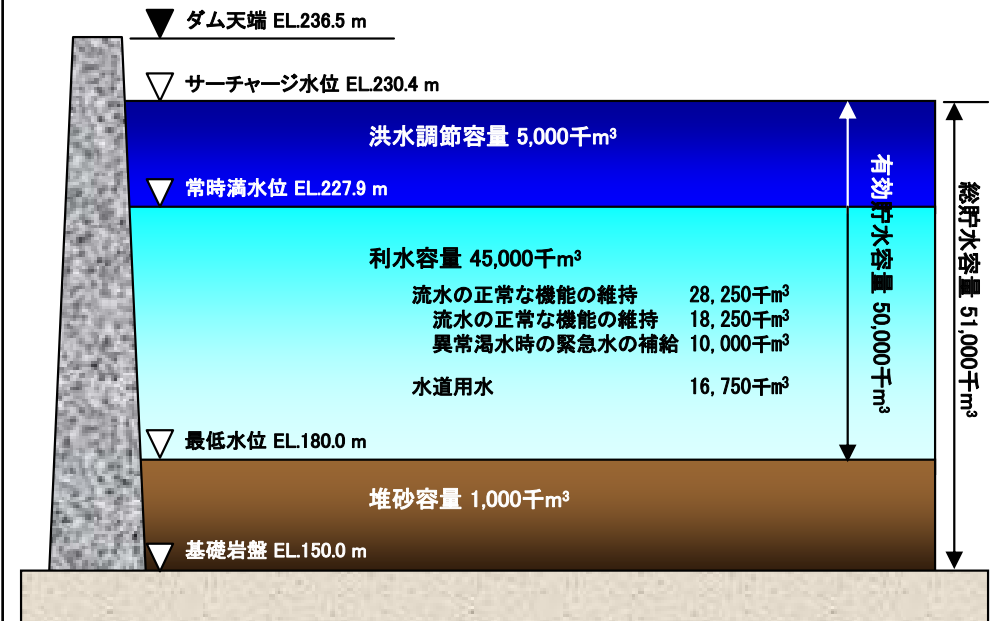 ダム天端 EL.236.5 m
サーチャージ水位 EL.230.4 m
洪水調節容量 5,000千m³
常時満水位 EL.227.9 m
利水容量 45,000千m³
流水の正常な機能の維持 28,250千m³
流水の正常な機能の維持 18,250千m³
異常渇水時の緊急水の補給 10,000千m³
水道用水 16,750千m³
最低水位 EL.180.0 m
堆砂容量 1,000千m³
基礎岩盤 EL.150.0 m
有効貯水容量 50,000千m³
総貯水容量 51,000千m³